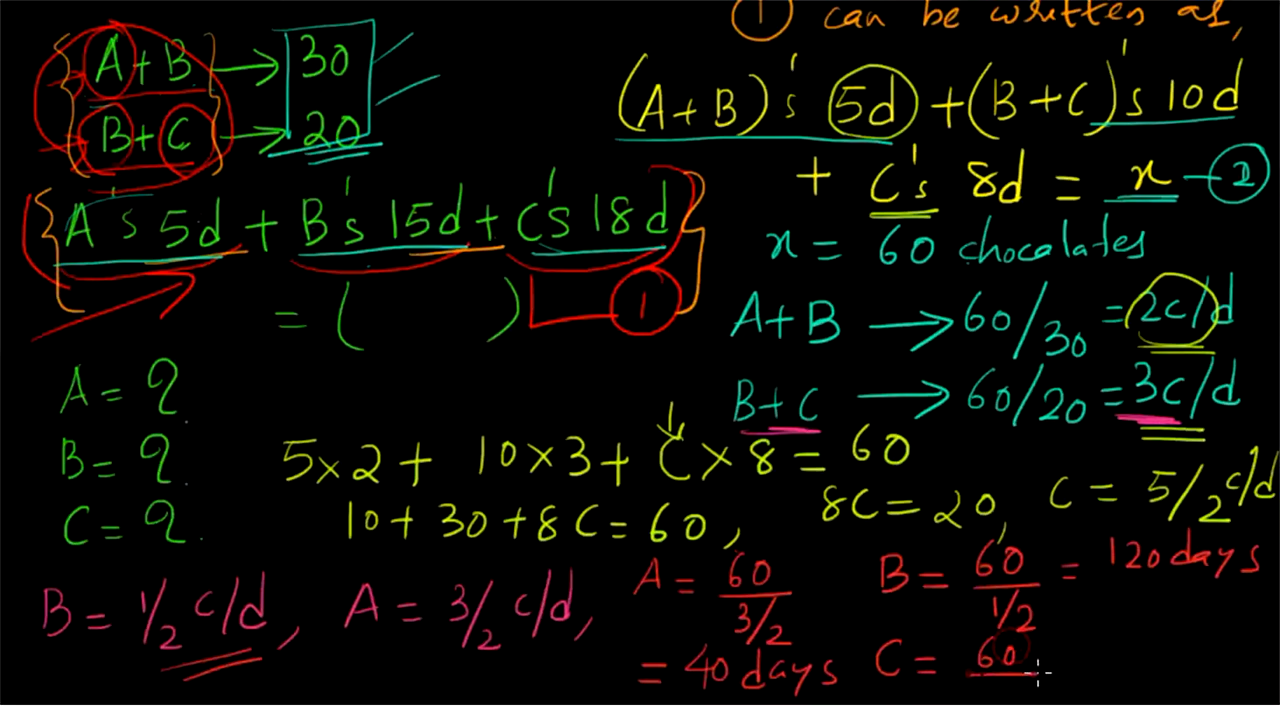 A+B → 30
B+C → 20
A's 5d + B's 15d + C's 18d
= ( ) 1
A = ?
B = ?
C = ?
1 can be written as,
(A+B)'s 5d + (B+C)'s 10d
+ C's 8d = x — 2
x = 60 chocalates
A+B → 60/30 = 2c/d
B+C → 60/20 = 3c/d
5×2 + 10×3 + C×8 = 60
10 + 30 + 8C = 60, 8C = 20, C = 5/2 c/d
B = 1/2 c/d, A = 3/2 c/d,
A = 60/3/2 = 40 days
B = 60/1/2 = 120 days
C = 60